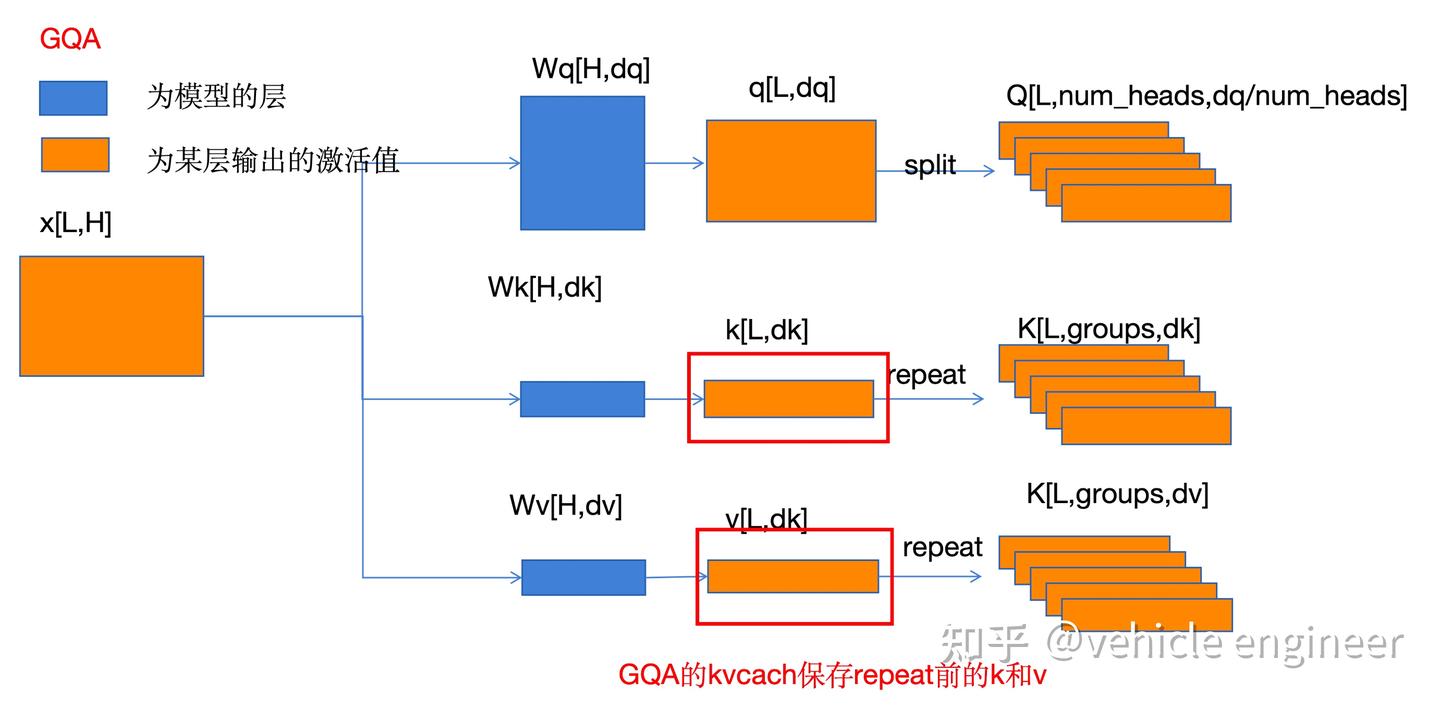 GQA
为模型的层
为某层输出的激活值
x[L,H]
Wq[H,dq]
q[L,dq]
split
Q[L,num_heads,dq/num_heads]
Wk[H,dk]
k[L,dk]
repeat
K[L,groups,dk]
Wv[H,dv]
v[L,dk]
repeat
K[L,groups,dv]
知乎 @vehicle engineer
GQA的kvcach保存repeat前的k和v